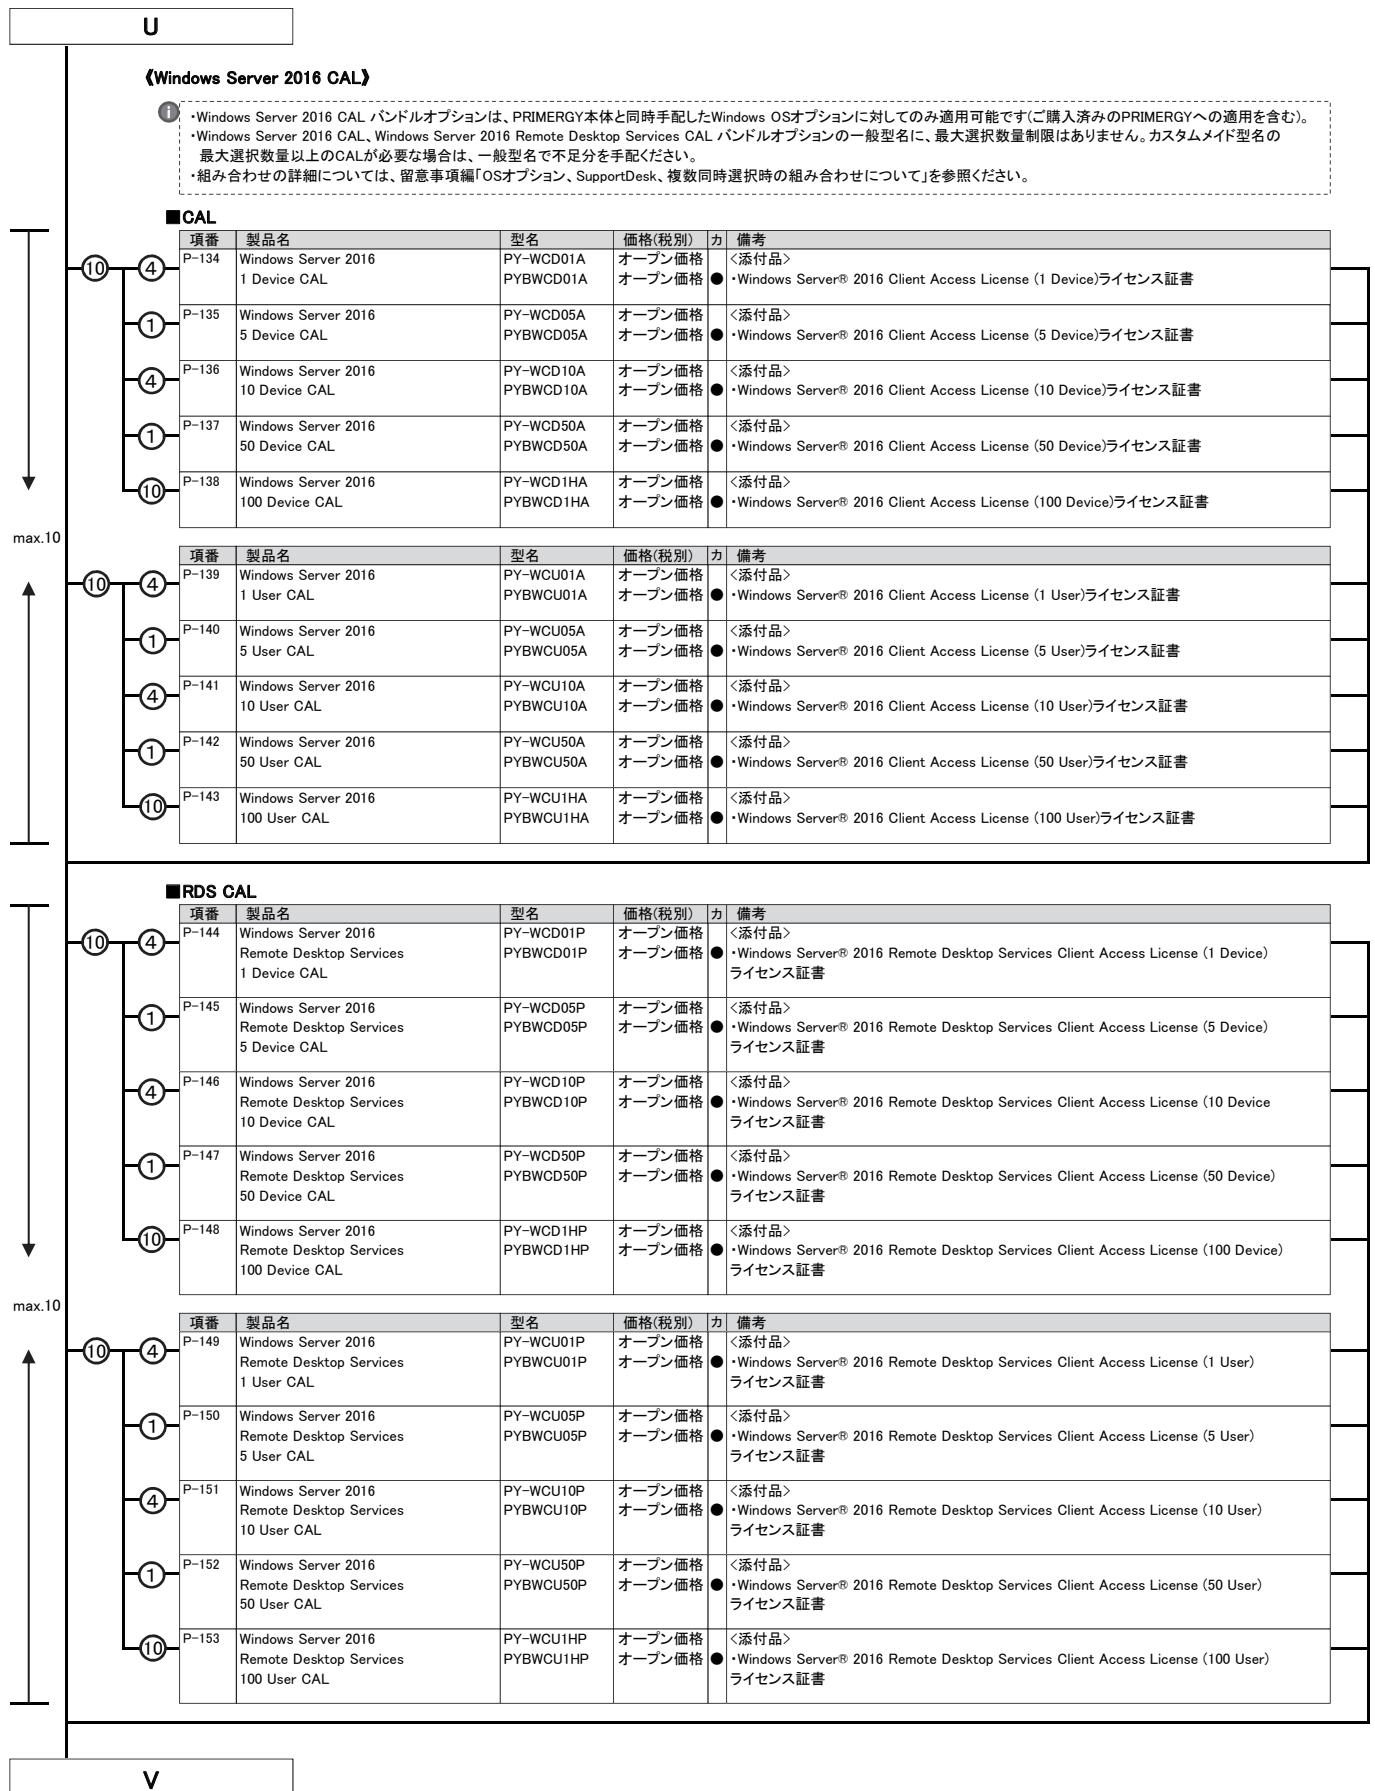 U
《Windows Server 2016 CAL》
・Windows Server 2016 CAL バンドルオプションは、PRIMERGY本体と同時手配したWindows OSオプションに対してのみ適用可能です(ご購入済みのPRIMERGYへの適用を含む)。
・Windows Server 2016 CAL、Windows Server 2016 Remote Desktop Services CAL バンドルオプションの一般型名に、最大選択数量制限はありません。カスタムメイド型名の
最大選択数量以上のCALが必要な場合は、一般型名で不足分を手配ください。
・組み合わせの詳細については、留意事項編「OSオプション、SupportDesk、複数同時選択時の組み合わせについて」を参照ください。
■CAL
項番 製品名 型名 価格(税別) カ 備考
⑩ ④ P-134 Windows Server 2016 PY-WCD01A オープン価格 <添付品>
1 Device CAL PYBWCD01A オープン価格 ● ・Windows Server® 2016 Client Access License (1 Device)ライセンス証書
① P-135 Windows Server 2016 PY-WCD05A オープン価格 <添付品>
5 Device CAL PYBWCD05A オープン価格 ● ・Windows Server® 2016 Client Access License (5 Device)ライセンス証書
④ P-136 Windows Server 2016 PY-WCD10A オープン価格 <添付品>
10 Device CAL PYBWCD10A オープン価格 ● ・Windows Server® 2016 Client Access License (10 Device)ライセンス証書
① P-137 Windows Server 2016 PY-WCD50A オープン価格 <添付品>
50 Device CAL PYBWCD50A オープン価格 ● ・Windows Server® 2016 Client Access License (50 Device)ライセンス証書
⑩ P-138 Windows Server 2016 PY-WCD1HA オープン価格 <添付品>
100 Device CAL PYBWCD1HA オープン価格 ● ・Windows Server® 2016 Client Access License (100 Device)ライセンス証書
max.10
項番 製品名 型名 価格(税別) カ 備考
⑩ ④ P-139 Windows Server 2016 PY-WCU01A オープン価格 <添付品>
1 User CAL PYBWCU01A オープン価格 ● ・Windows Server® 2016 Client Access License (1 User)ライセンス証書
① P-140 Windows Server 2016 PY-WCU05A オープン価格 <添付品>
5 User CAL PYBWCU05A オープン価格 ● ・Windows Server® 2016 Client Access License (5 User)ライセンス証書
④ P-141 Windows Server 2016 PY-WCU10A オープン価格 <添付品>
10 User CAL PYBWCU10A オープン価格 ● ・Windows Server® 2016 Client Access License (10 User)ライセンス証書
① P-142 Windows Server 2016 PY-WCU50A オープン価格 <添付品>
50 User CAL PYBWCU50A オープン価格 ● ・Windows Server® 2016 Client Access License (50 User)ライセンス証書
⑩ P-143 Windows Server 2016 PY-WCU1HA オープン価格 <添付品>
100 User CAL PYBWCU1HA オープン価格 ● ・Windows Server® 2016 Client Access License (100 User)ライセンス証書
■RDS CAL
項番 製品名 型名 価格(税別) カ 備考
⑩ ④ P-144 Windows Server 2016 PY-WCD01P オープン価格 <添付品>
Remote Desktop Services PYBWCD01P オープン価格 ● ・Windows Server® 2016 Remote Desktop Services Client Access License (1 Device)
1 Device CAL ライセンス証書
① P-145 Windows Server 2016 PY-WCD05P オープン価格 <添付品>
Remote Desktop Services PYBWCD05P オープン価格 ● ・Windows Server® 2016 Remote Desktop Services Client Access License (5 Device)
5 Device CAL ライセンス証書
④ P-146 Windows Server 2016 PY-WCD10P オープン価格 <添付品>
Remote Desktop Services PYBWCD10P オープン価格 ● ・Windows Server® 2016 Remote Desktop Services Client Access License (10 Device
10 Device CAL ライセンス証書
① P-147 Windows Server 2016 PY-WCD50P オープン価格 <添付品>
Remote Desktop Services PYBWCD50P オープン価格 ● ・Windows Server® 2016 Remote Desktop Services Client Access License (50 Device)
50 Device CAL ライセンス証書
⑩ P-148 Windows Server 2016 PY-WCD1HP オープン価格 <添付品>
Remote Desktop Services PYBWCD1HP オープン価格 ● ・Windows Server® 2016 Remote Desktop Services Client Access License (100 Device)
100 Device CAL ライセンス証書
max.10
項番 製品名 型名 価格(税別) カ 備考
⑩ ④ P-149 Windows Server 2016 PY-WCU01P オープン価格 <添付品>
Remote Desktop Services PYBWCU01P オープン価格 ● ・Windows Server® 2016 Remote Desktop Services Client Access License (1 User)
1 User CAL ライセンス証書
① P-150 Windows Server 2016 PY-WCU05P オープン価格 <添付品>
Remote Desktop Services PYBWCU05P オープン価格 ● ・Windows Server® 2016 Remote Desktop Services Client Access License (5 User)
5 User CAL ライセンス証書
④ P-151 Windows Server 2016 PY-WCU10P オープン価格 <添付品>
Remote Desktop Services PYBWCU10P オープン価格 ● ・Windows Server® 2016 Remote Desktop Services Client Access License (10 User)
10 User CAL ライセンス証書
① P-152 Windows Server 2016 PY-WCU50P オープン価格 <添付品>
Remote Desktop Services PYBWCU50P オープン価格 ● ・Windows Server® 2016 Remote Desktop Services Client Access License (50 User)
50 User CAL ライセンス証書
⑩ P-153 Windows Server 2016 PY-WCU1HP オープン価格 <添付品>
Remote Desktop Services PYBWCU1HP オープン価格 ● ・Windows Server® 2016 Remote Desktop Services Client Access License (100 User)
100 User CAL ライセンス証書
V